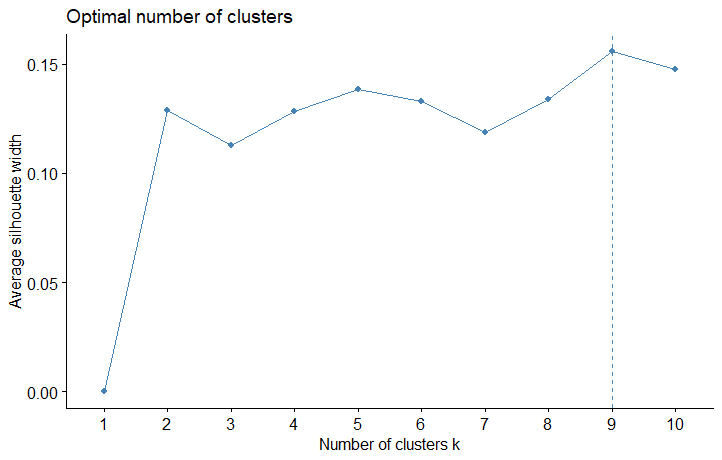 Optimal number of clusters
Average silhouette width
0.15
0.10
0.05
0.00
1 2 3 4 5 6 7 8 9 10
Number of clusters k